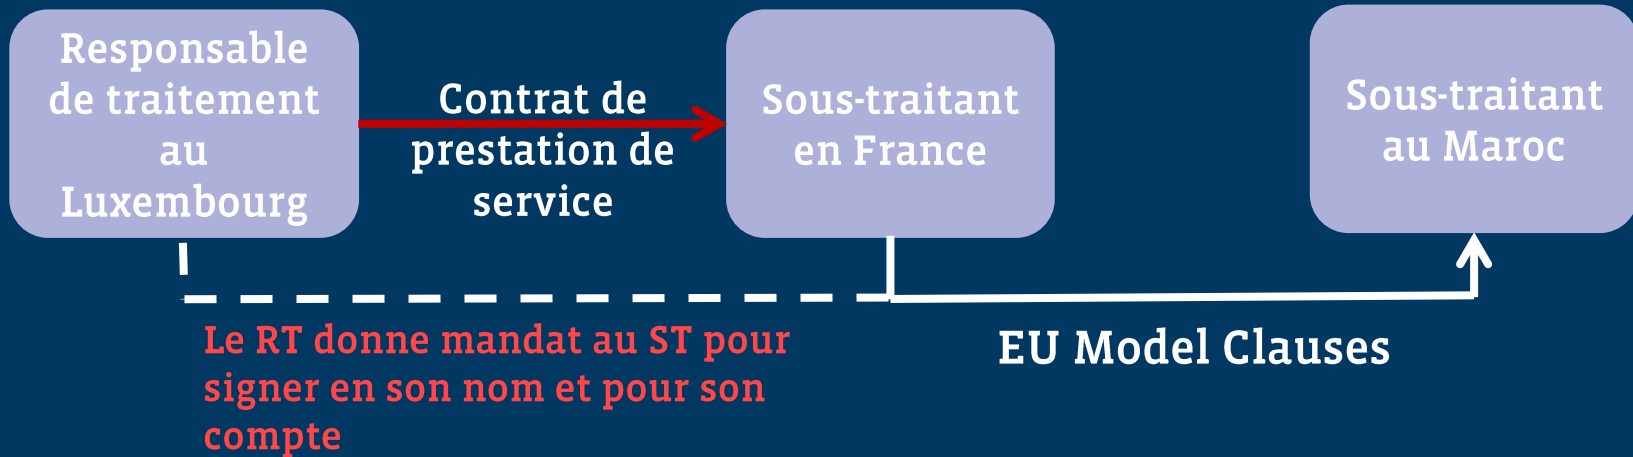 Responsable
de traitement
au
Luxembourg
Contrat de
prestation de
service
Sous-traitant
en France
Sous-traitant
au Maroc
Le RT donne mandat au ST pour
signer en son nom et pour son
compte
EU Model Clauses